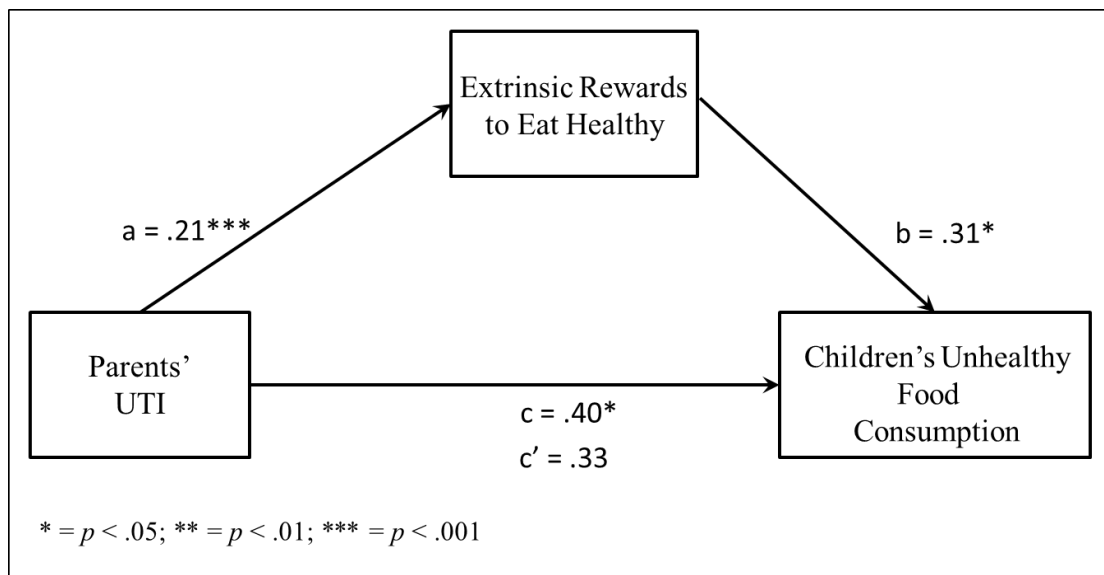 Extrinsic Rewards
to Eat Healthy
a = .21***
b = .31*
Parents’
UTI
Children’s Unhealthy
Food
Consumption
c = .40*
c’ = .33
* = p < .05; ** = p < .01; *** = p < .001